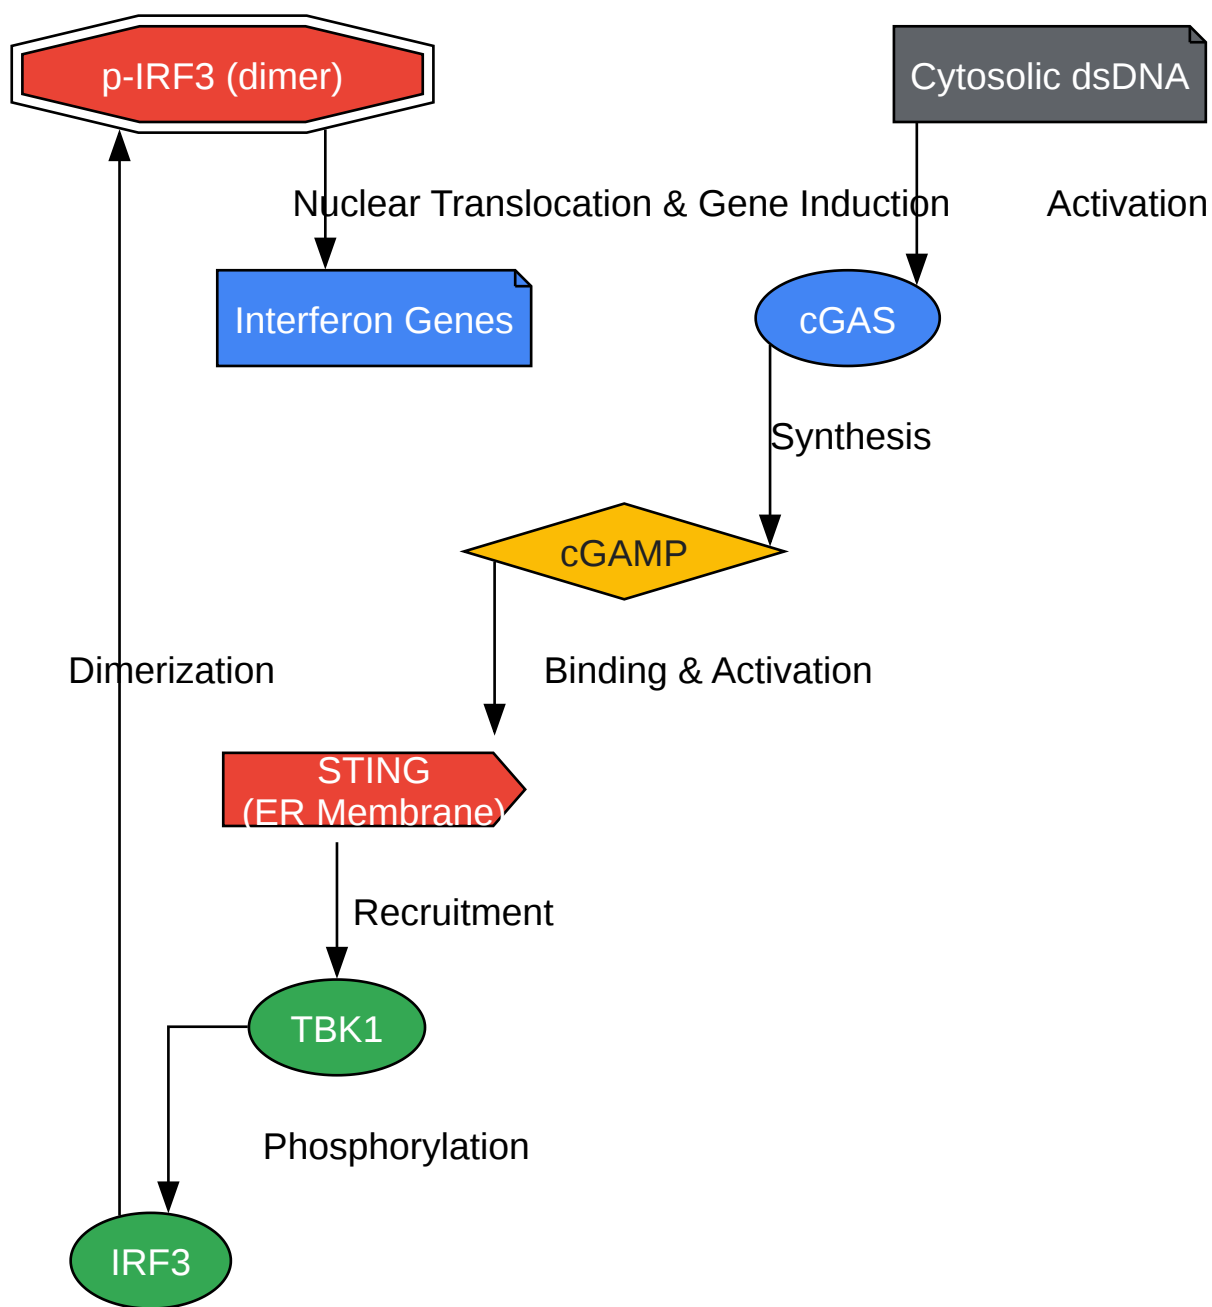 p-IRF3 (dimer)
Cytosolic dsDNA
Nuclear Translocation & Gene Induction
Activation
Interferon Genes
cGAS
Synthesis
cGAMP
Dimerization
Binding & Activation
STING
(ER Membrane)
Recruitment
TBK1
Phosphorylation
IRF3